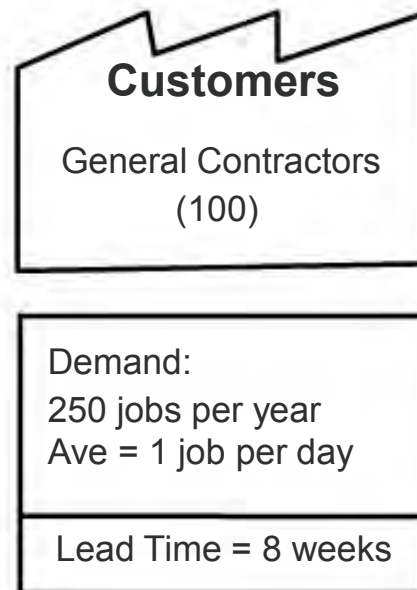 Customers
General Contractors
(100)
Demand:
250 jobs per year
Ave = 1 job per day
Lead Time = 8 weeks